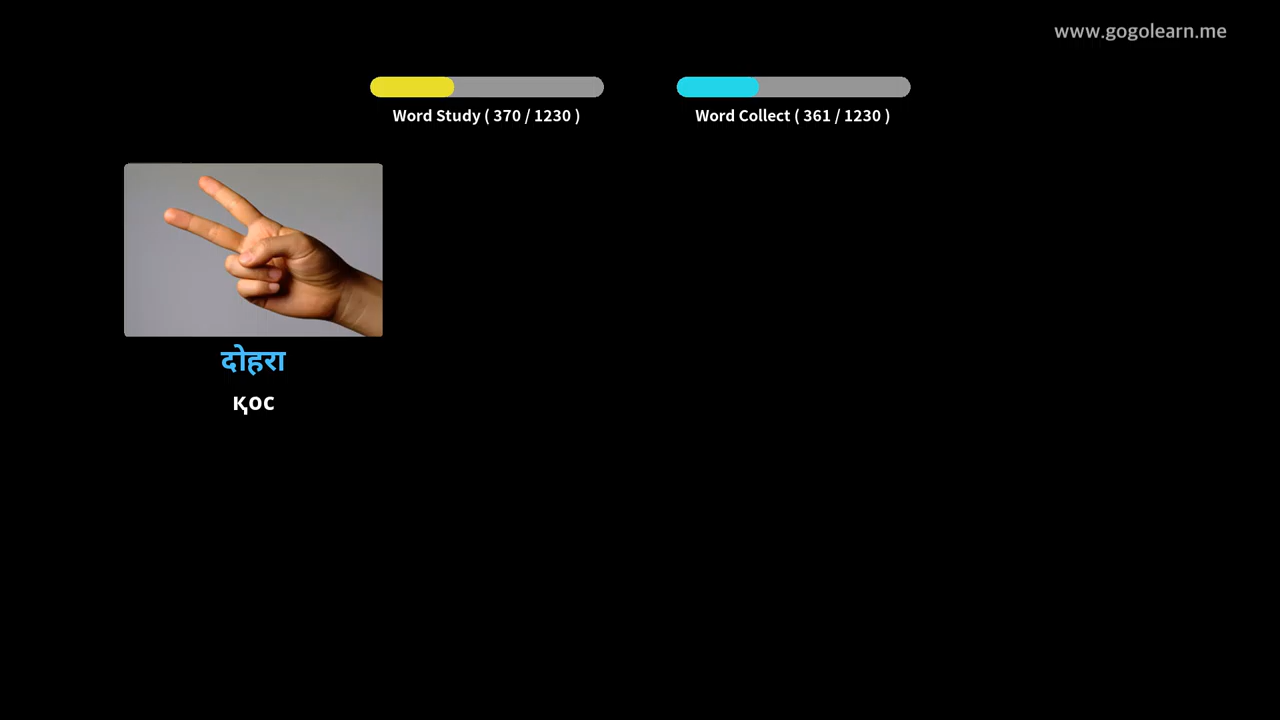 www.gogolearn.me
Word Study ( 370 / 1230 )
Word Collect ( 361 / 1230 )
दोहरा
қос